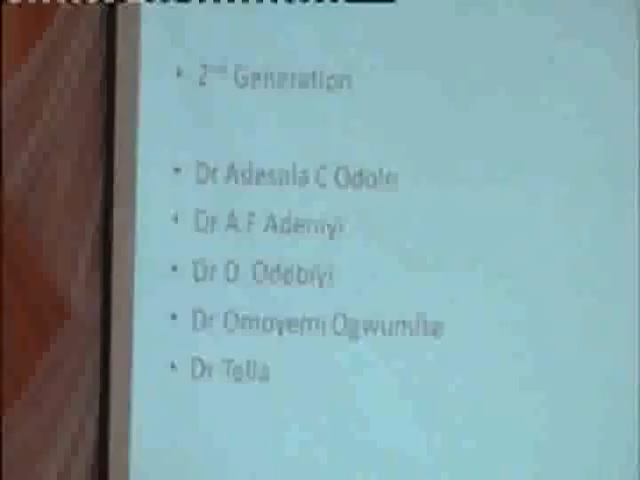 • 2nd Generation
• Dr Adesola C Odole
• Dr A F Adeniyi
• Dr O. Odebiyi
• Dr Omoyemi Ogwumike
• Dr Tella